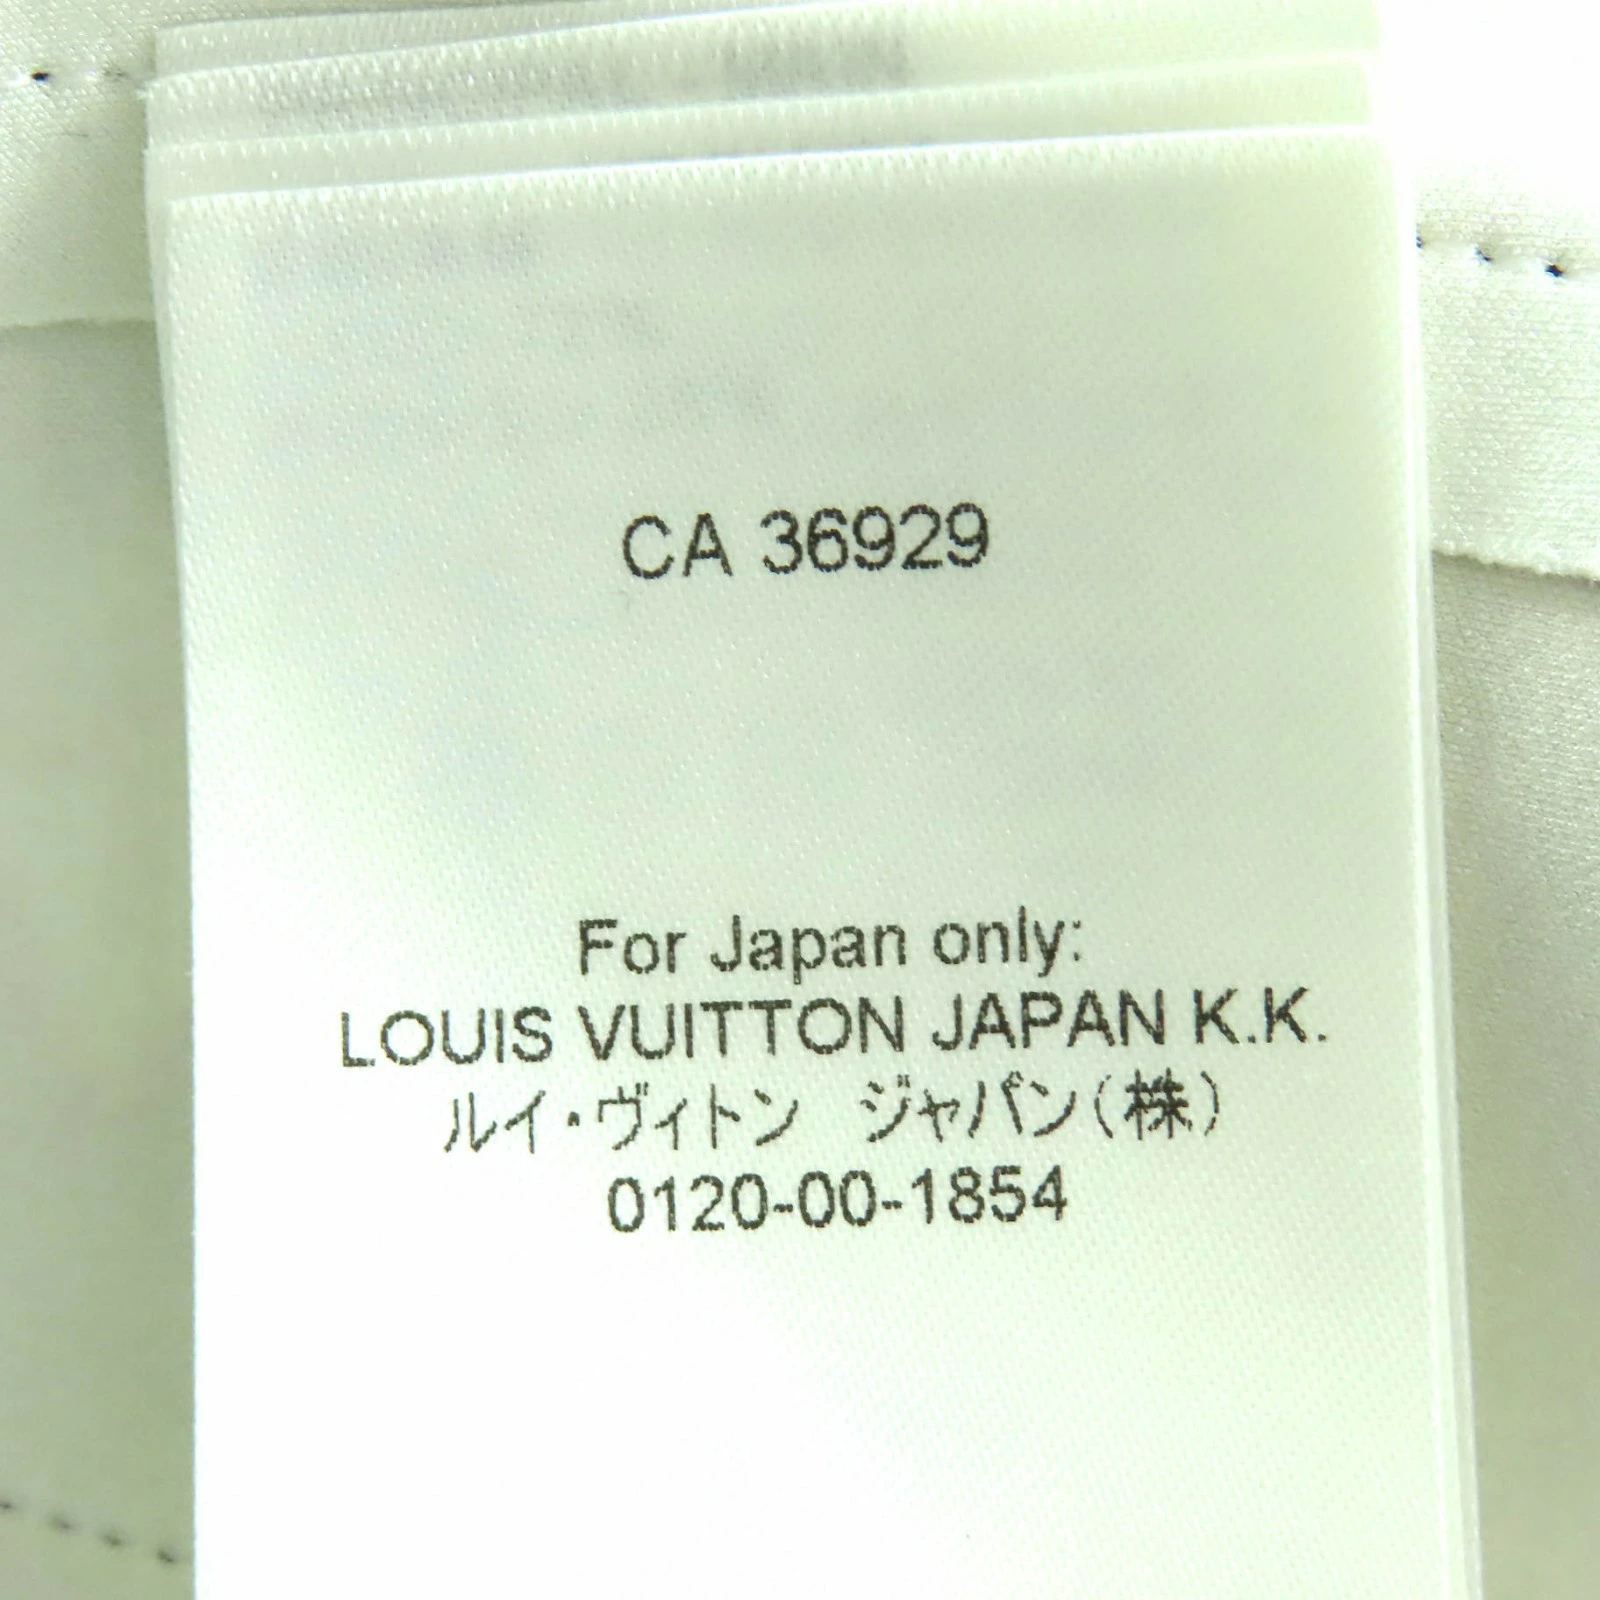 CA 36929
For Japan only:
LOUIS VUITTON JAPAN K.K.
ルイ・ヴィトン　ジャパン(株)
0120-00-1854